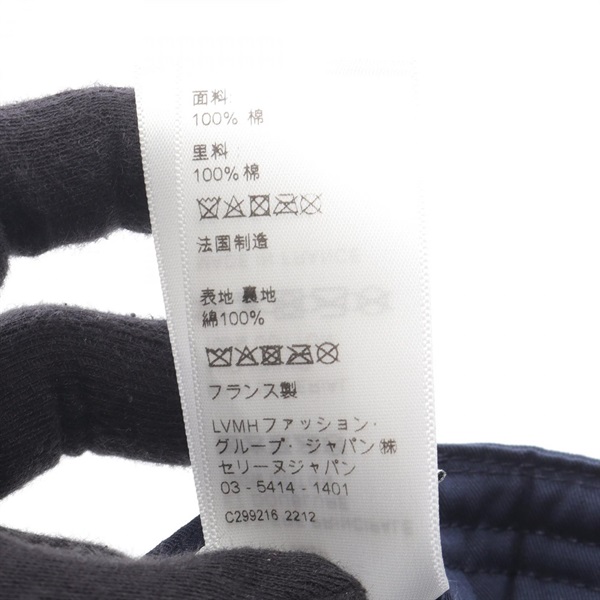 面料
100% 棉
里料
100% 棉
法国制造
表地 裏地
綿100%
フランス製
LVMHファッション・
グループ・ジャパン㈱
セリーヌジャパン
03-5414-1401
C299216 2212